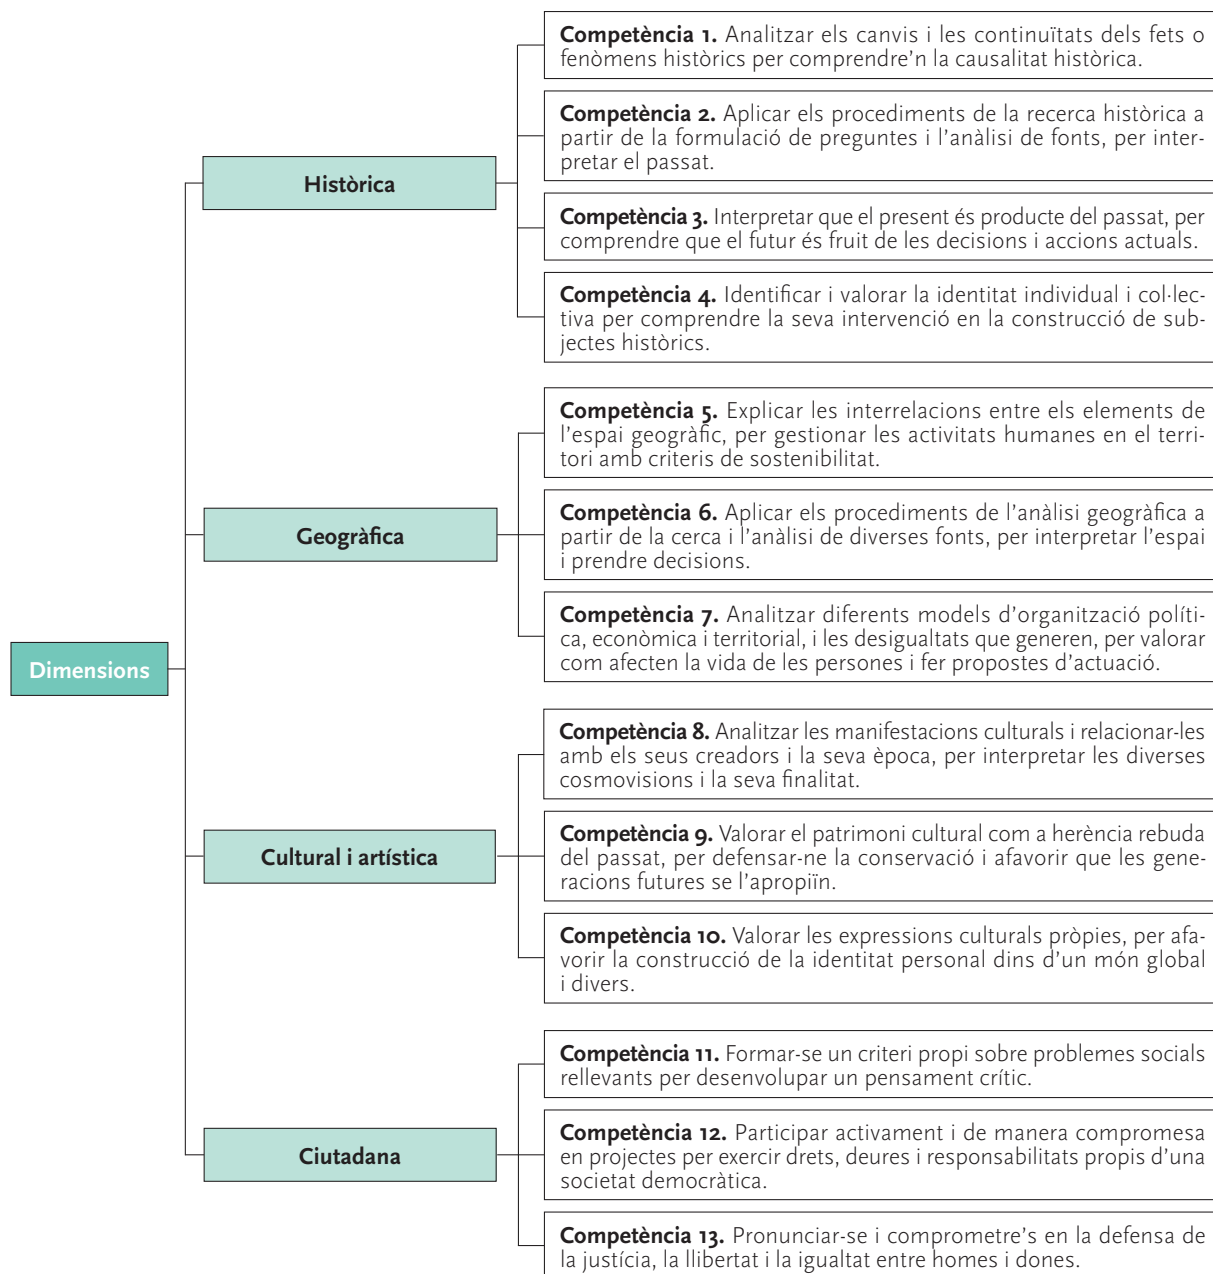 Dimensions
Històrica
Competència 1. Analitzar els canvis i les continuïtats dels fets o
fenòmens històrics per comprendre’n la causalitat històrica.
Competència 2. Aplicar els procediments de la recerca històrica a
partir de la formulació de preguntes i l’anàlisi de fonts, per inter-
pretar el passat.
Competència 3. Interpretar que el present és producte del passat, per
comprendre que el futur és fruit de les decisions i accions actuals.
Competència 4. Identificar i valorar la identitat individual i col·lec-
tiva per comprendre la seva intervenció en la construcció de sub-
jectes històrics.
Geogràfica
Competència 5. Explicar les interrelacions entre els elements de
l’espai geogràfic, per gestionar les activitats humanes en el terri-
tori amb criteris de sostenibilitat.
Competència 6. Aplicar els procediments de l’anàlisi geogràfica a
partir de la cerca i l’anàlisi de diverses fonts, per interpretar l’espai
i prendre decisions.
Competència 7. Analitzar diferents models d’organització políti-
ca, econòmica i territorial, i les desigualtats que generen, per valorar
com afecten la vida de les persones i fer propostes d’actuació.
Cultural i artística
Competència 8. Analitzar les manifestacions culturals i relacionar-les
amb els seus creadors i la seva època, per interpretar les diverses
cosmovisions i la seva finalitat.
Competència 9. Valorar el patrimoni cultural com a herència rebuda
del passat, per defensar-ne la conservació i afavorir que les gene-
racions futures se l’apropiïn.
Competència 10. Valorar les expressions culturals pròpies, per afa-
vorir la construcció de la identitat personal dins d’un món global
i divers.
Ciutadana
Competència 11. Formar-se un criteri propi sobre problemes socials
rellevants per desenvolupar un pensament crític.
Competència 12. Participar activament i de manera compromesa
en projectes per exercir drets, deures i responsabilitats propis d’una
societat democràtica.
Competència 13. Pronunciar-se i comprometre’s en la defensa de
la justícia, la llibertat i la igualtat entre homes i dones.